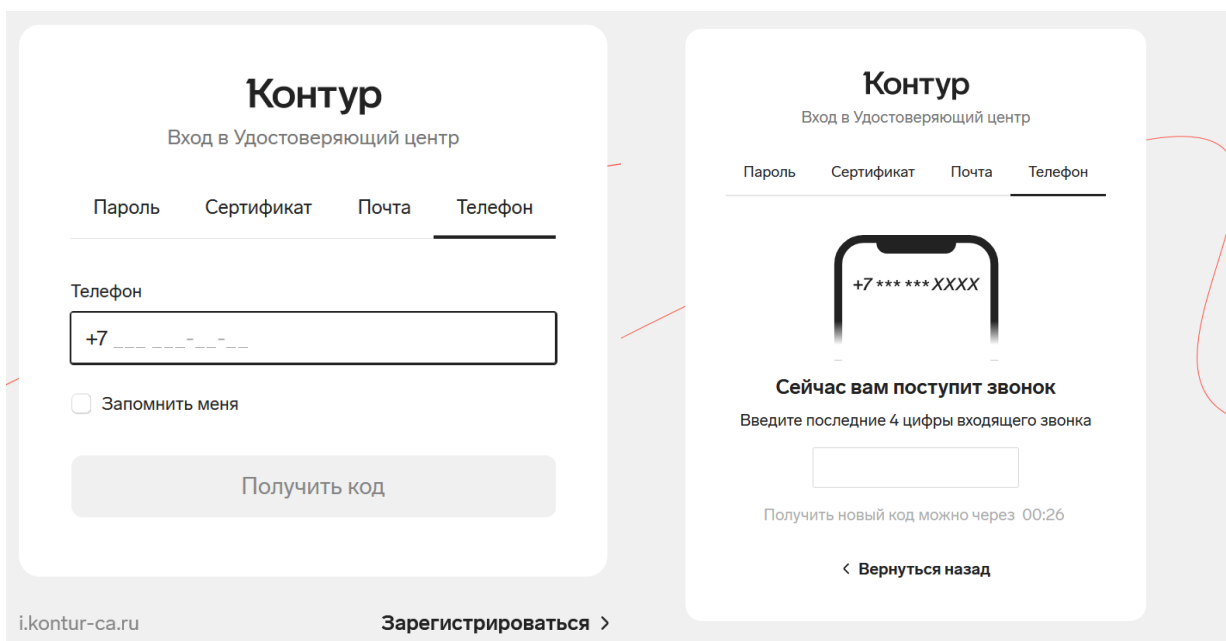 Контур
Вход в Удостоверяющий центр
Пароль Сертификат Почта Телефон
Телефон
+7 ___ ___-__-__
Запомнить меня
Получить код
i.kontur-ca.ru
Зарегистрироваться >
Контур
Вход в Удостоверяющий центр
Пароль Сертификат Почта Телефон
+7 *** *** XXXX
Сейчас вам поступит звонок
Введите последние 4 цифры входящего звонка
Получить новый код можно через 00:26
< Вернуться назад